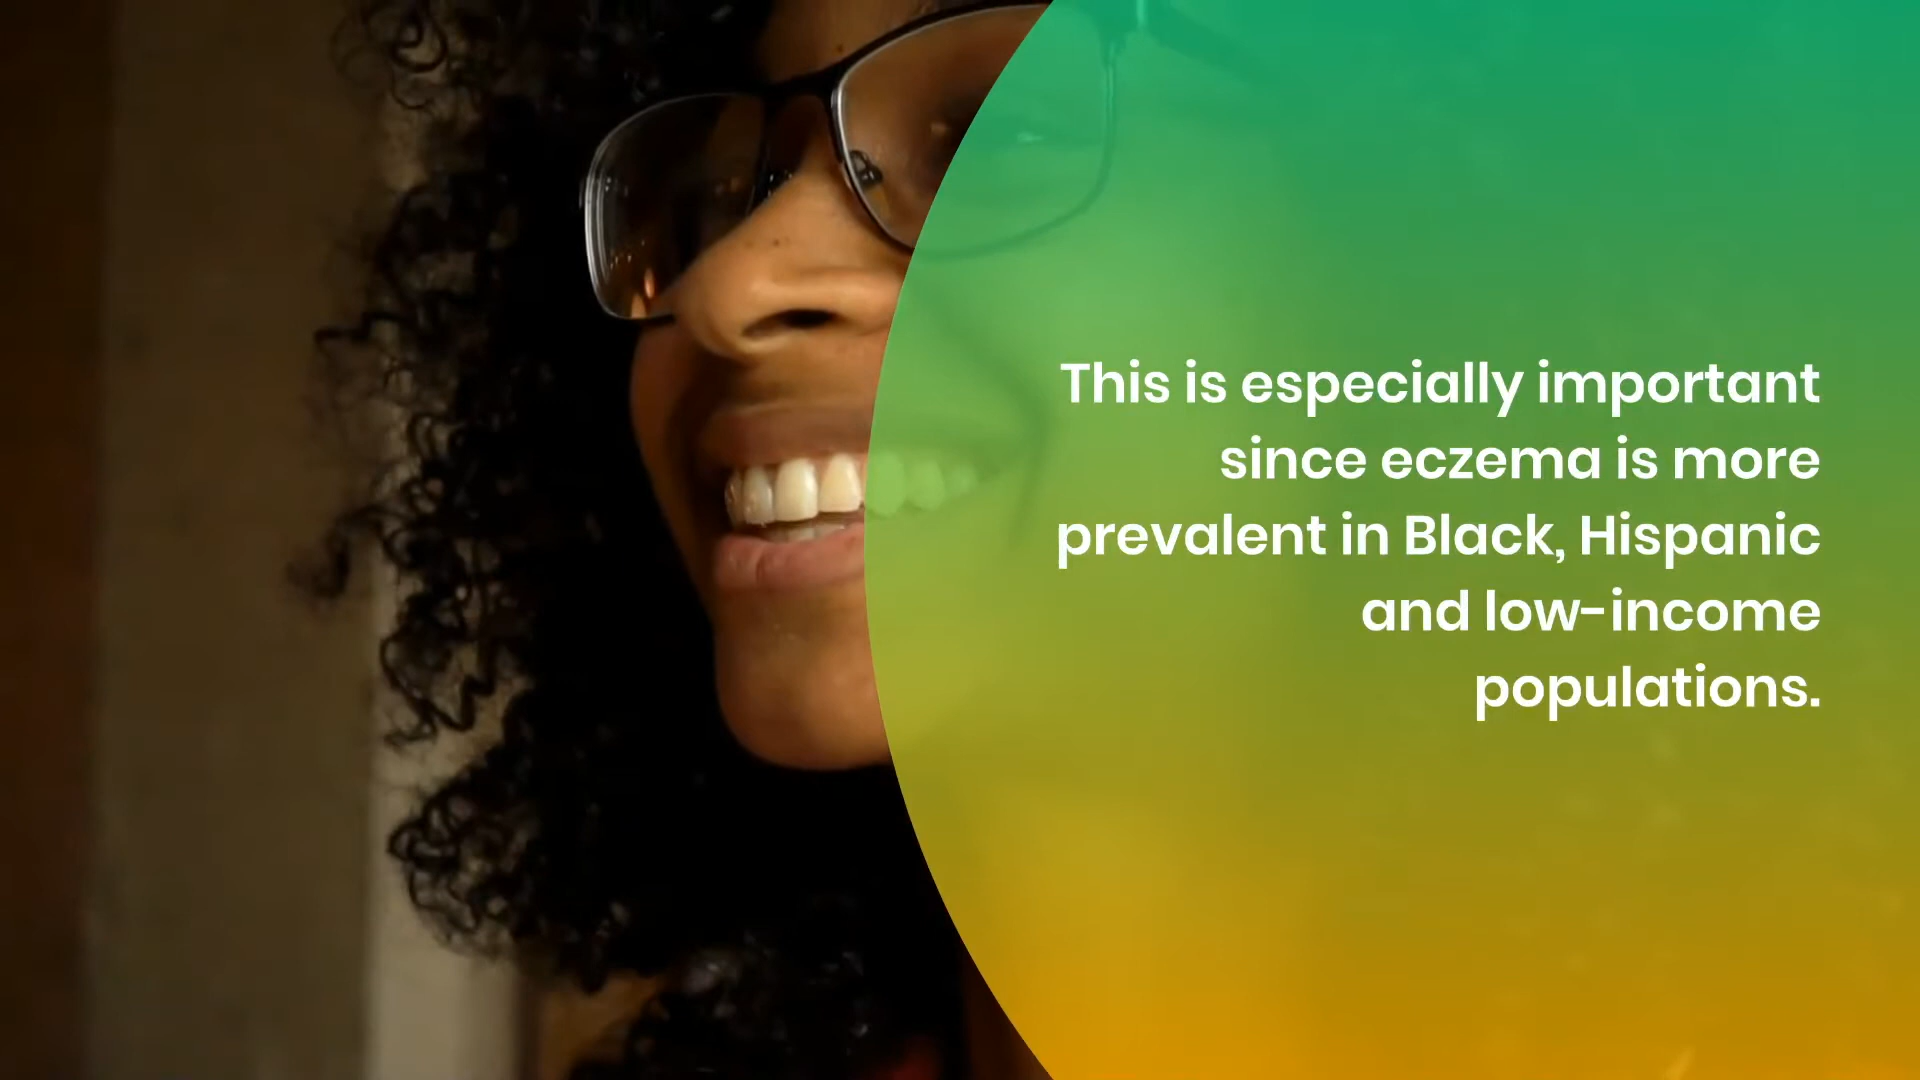 This is especially important
since eczema is more
prevalent in Black, Hispanic
and low-income
populations.